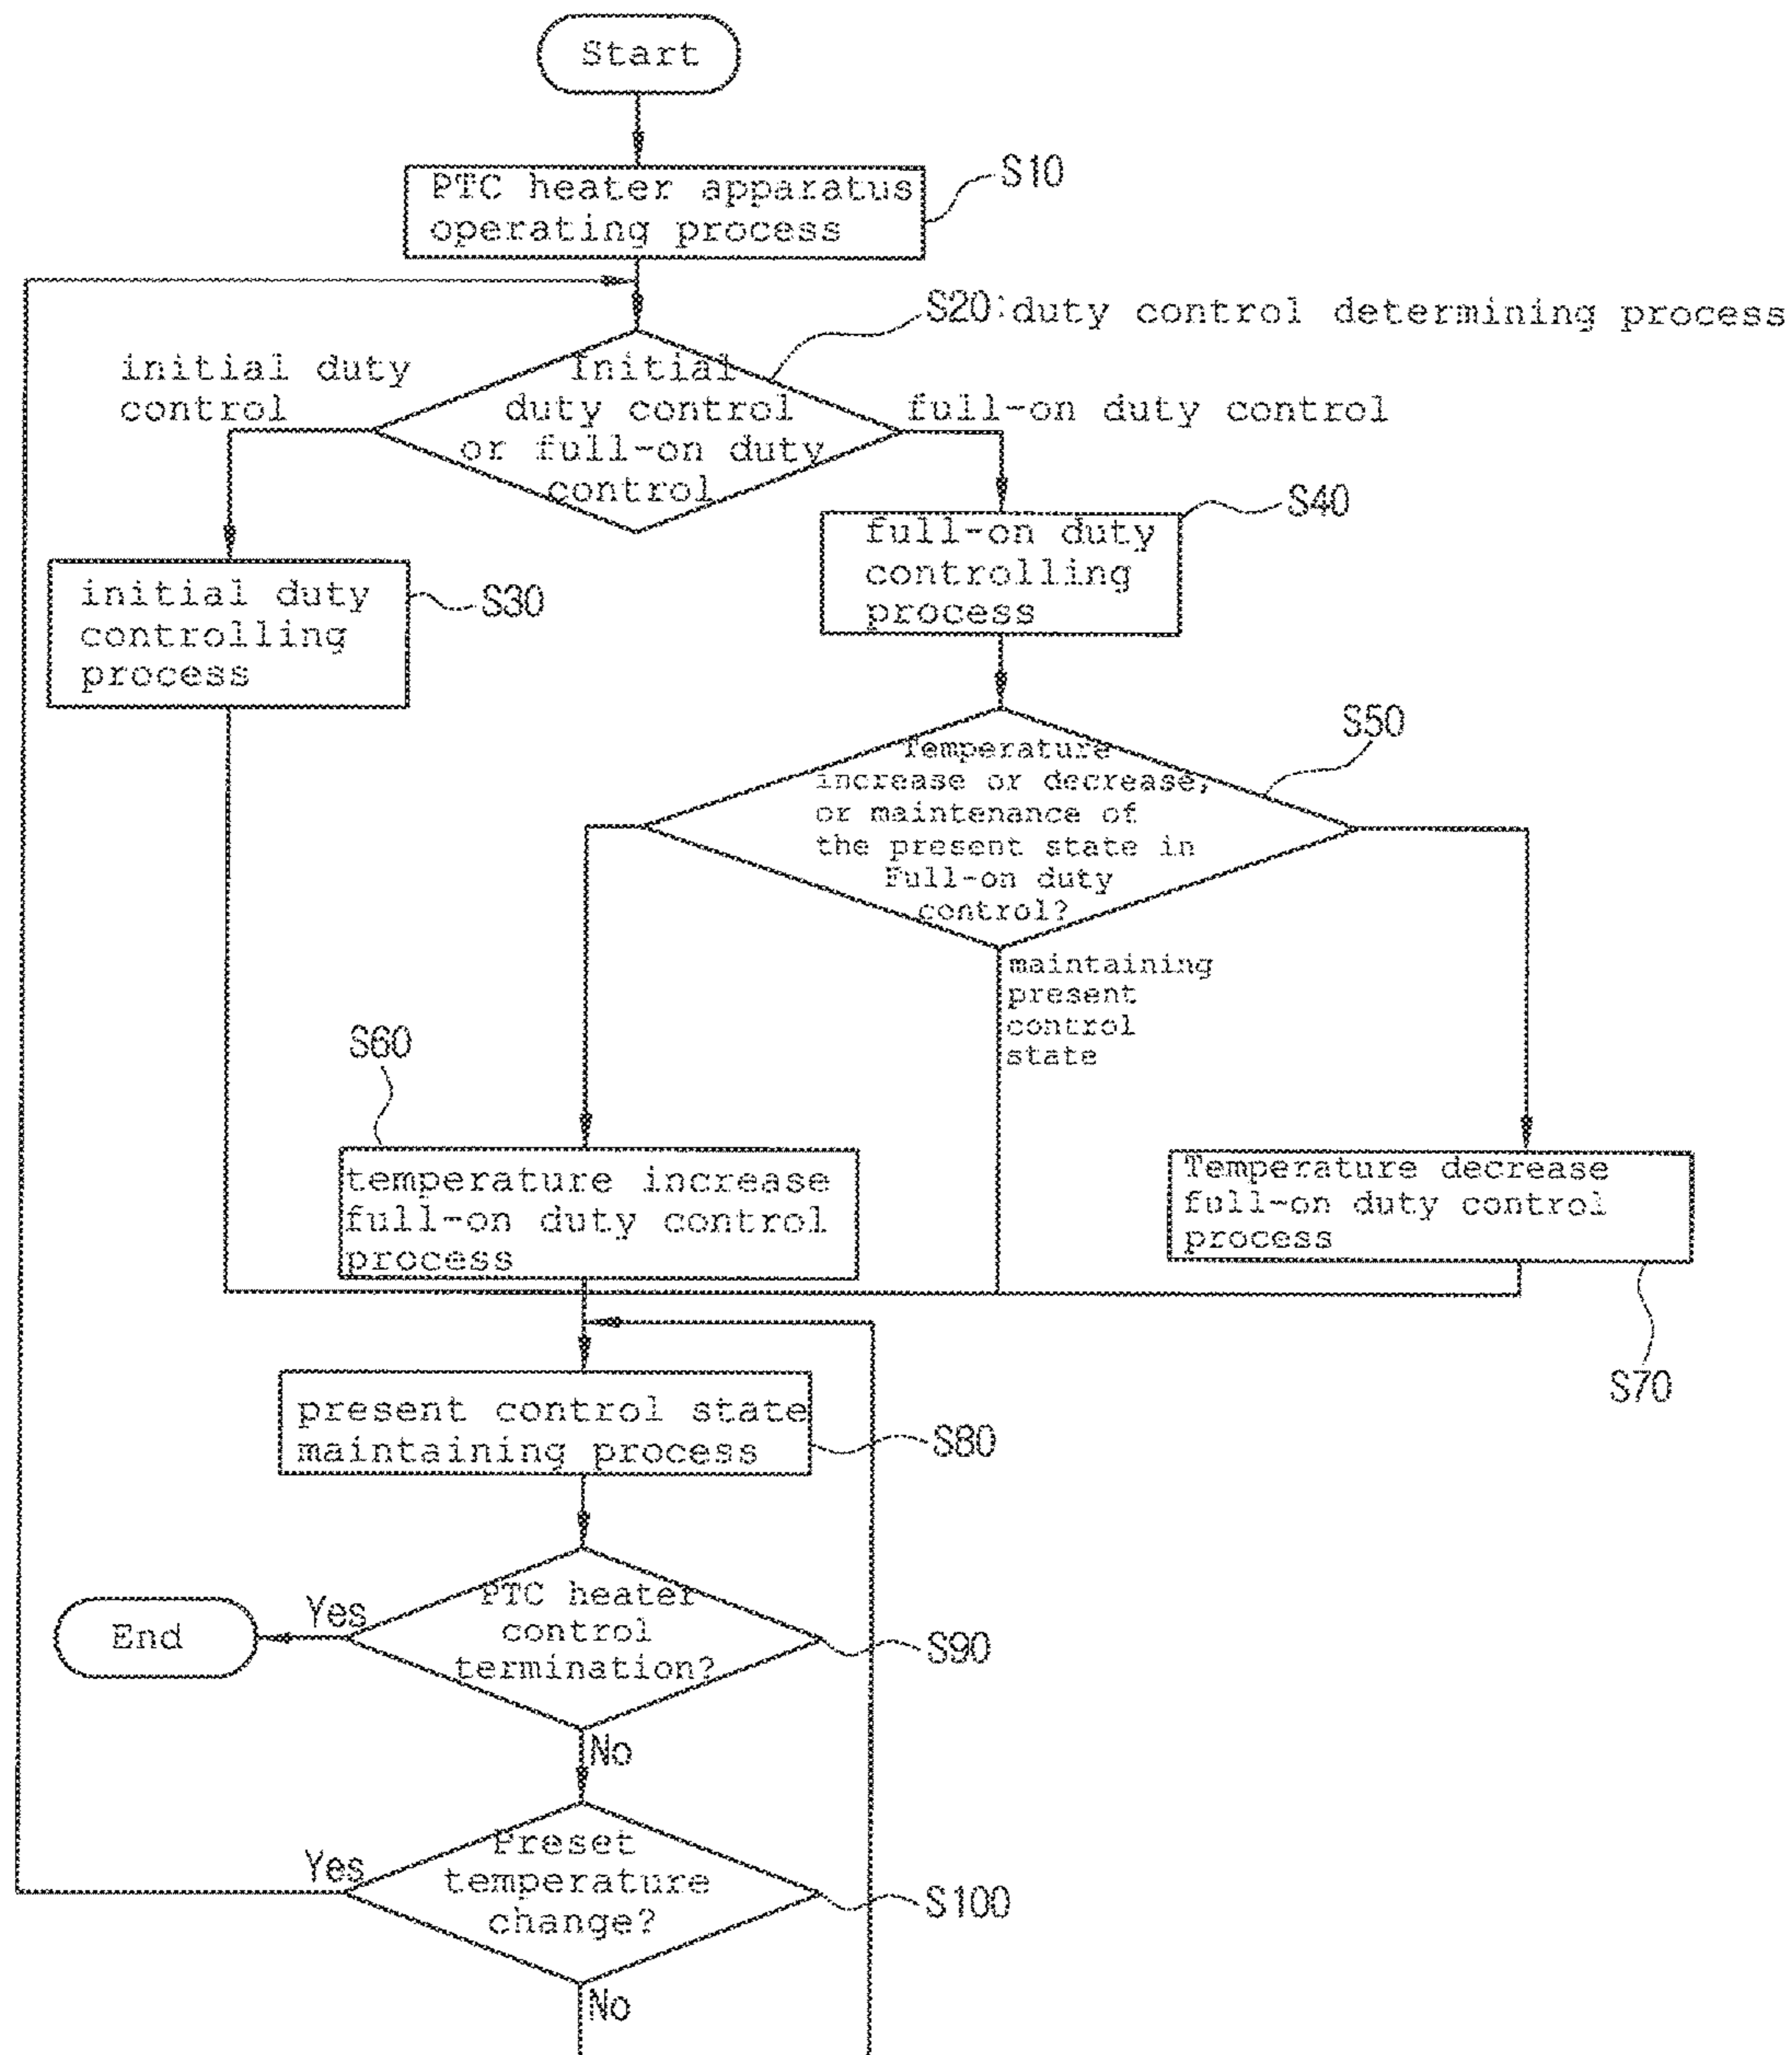 Start
PTC heater apparatus
operating process
S10
S20:duty control determining process
initial duty
control
Initial
duty control
or full-on duty
control
full-on duty control
S40
full-on duty
controlling
process
initial duty
controlling
process
S30
S50
Temperature
increase or decrease,
or maintenance of
the present state in
Full-on duty
control?
maintaining
present
control
state
S60
temperature increase
full-on duty control
process
Temperature decrease
full-on duty control
process
S70
present control state
maintaining process
S80
PTC heater
control
termination?
Yes
End
S90
No
Preset
temperature
change?
Yes
S100
No